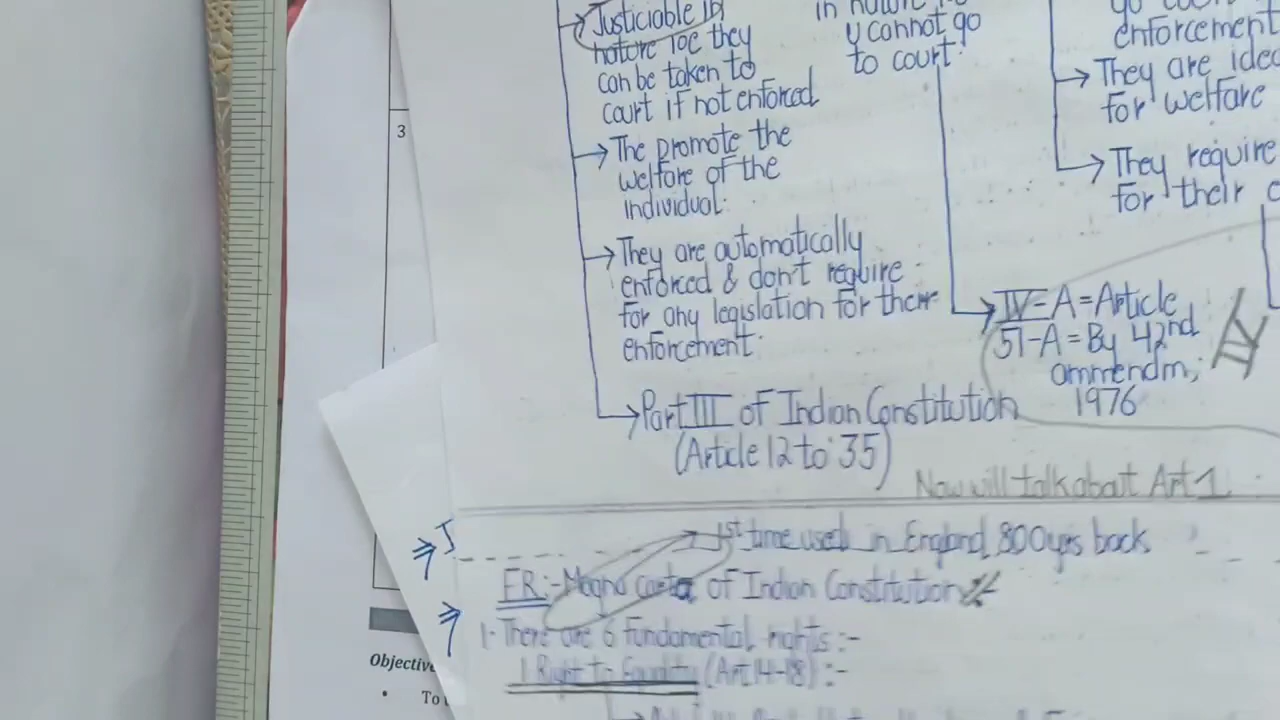 3
Justiciable in
nature ie they
can be taken to
court if not enforced
The promote the
welfare of the
individual.
They are automatically
enforced & don't require
for any legislation for their
enforcement.
Part III of Indian Constitution
(Article 12 to 35)
in nature
u cannot go
to court.
IV-A = Article
51-A = By 42nd
ammendm,
1976
enforcement
They are idea
for welfare
They require
for their
Now will talk about Art 1
1st time used in England, 800yrs back
FR:- Magna carta of Indian Constitution
1. There are 6 Fundamental rights:-
1 Right to Equality (Art 14-18):-
Objective
• To